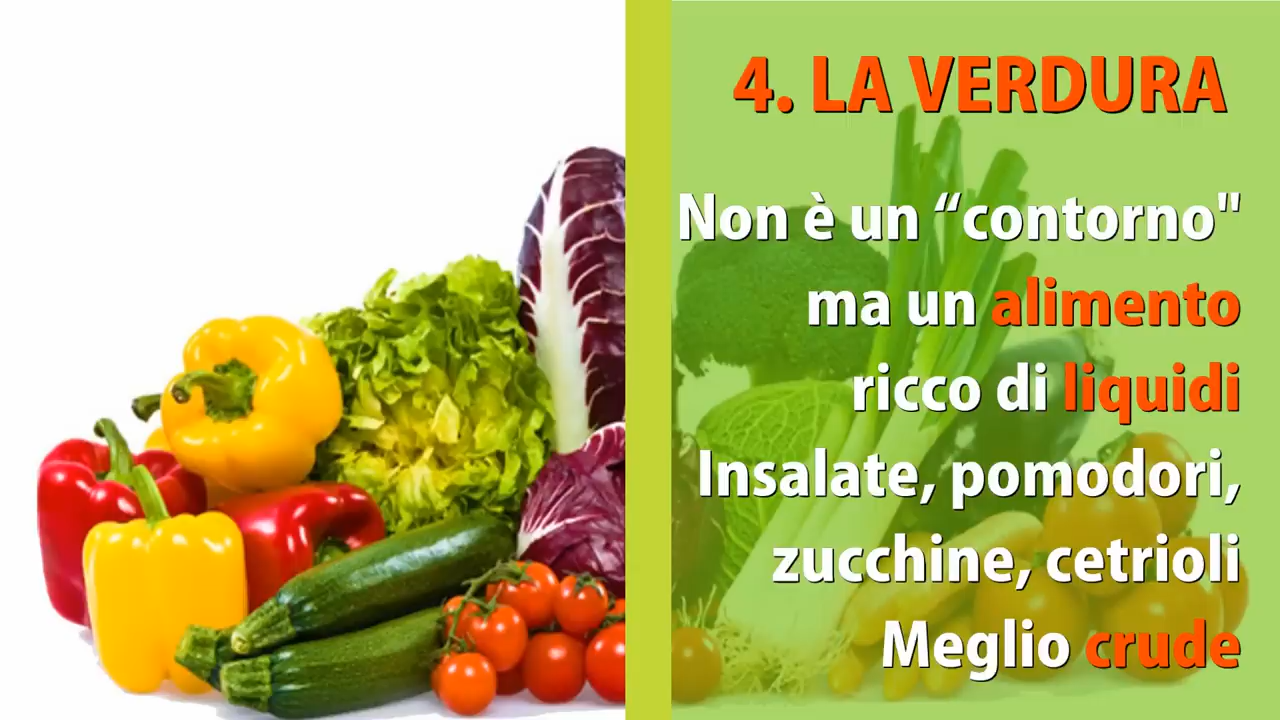 4. LA VERDURA
Non è un “contorno"
ma un alimento
ricco di liquidi
Insalate, pomodori,
zucchine, cetrioli
Meglio crude